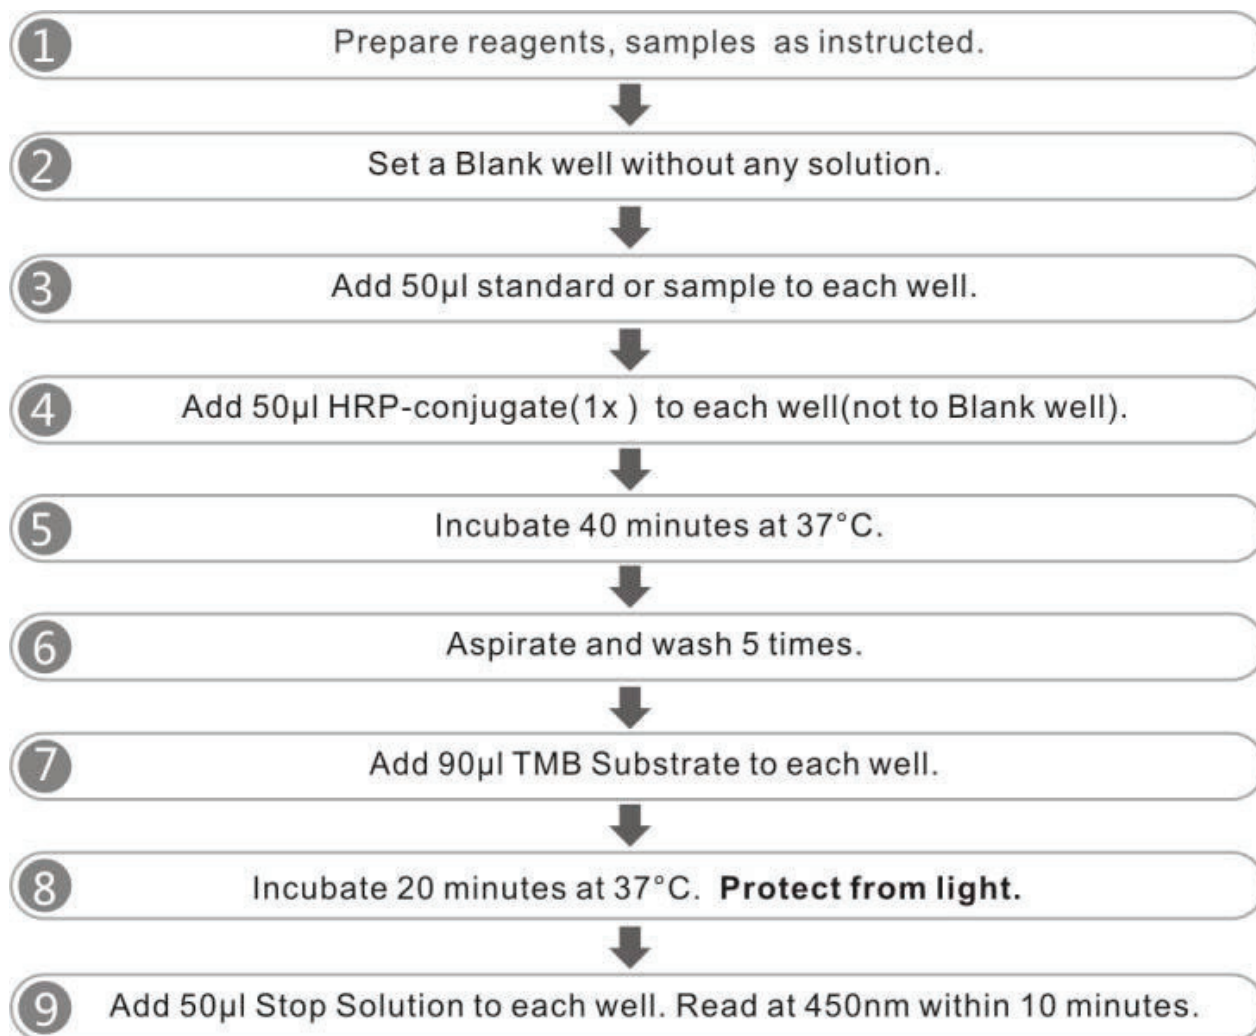 1 Prepare reagents, samples as instructed.
2 Set a Blank well without any solution.
3 Add 50µl standard or sample to each well.
4 Add 50µl HRP-conjugate(1x ) to each well(not to Blank well).
5 Incubate 40 minutes at 37°C.
6 Aspirate and wash 5 times.
7 Add 90µl TMB Substrate to each well.
8 Incubate 20 minutes at 37°C. Protect from light.
9 Add 50µl Stop Solution to each well. Read at 450nm within 10 minutes.